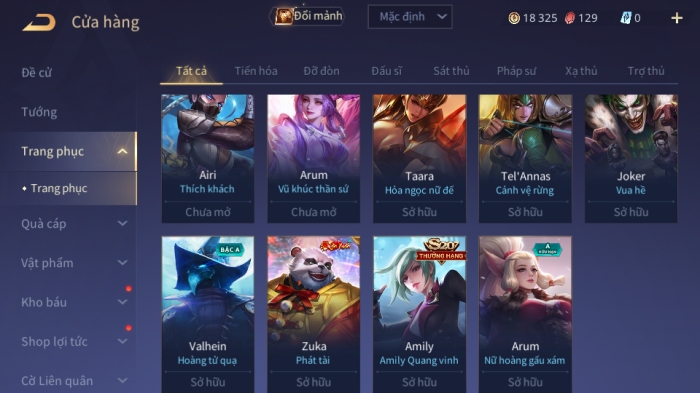 Cửa hàng
Đổi mảnh
Mặc định
18 325
129
0
Đề cử
Tướng
Trang phục
Trang phục
Quà cáp
Vật phẩm
Kho báu
Shop lợi tức
Cờ Liên quân
Tất cả Tiến hóa Đỡ đòn Đấu sĩ Sát thủ Pháp sư Xạ thủ Trợ thủ
Airi
Thích khách
Chưa mở
Arum
Vũ khúc thần sứ
Chưa mở
Taara
Hỏa ngọc nữ đế
Sở hữu
Tel'Annas
Cảnh vệ rừng
Sở hữu
Joker
Vua hề
Sở hữu
BẬC A
Valhein
Hoàng tử quạ
Sở hữu
Zuka
Phát tài
Sở hữu
S20
THƯỞNG HẠNG
Amily
Amily Quang vinh
Sở hữu
A
Arum
Nữ hoàng gấu xám
Sở hữu